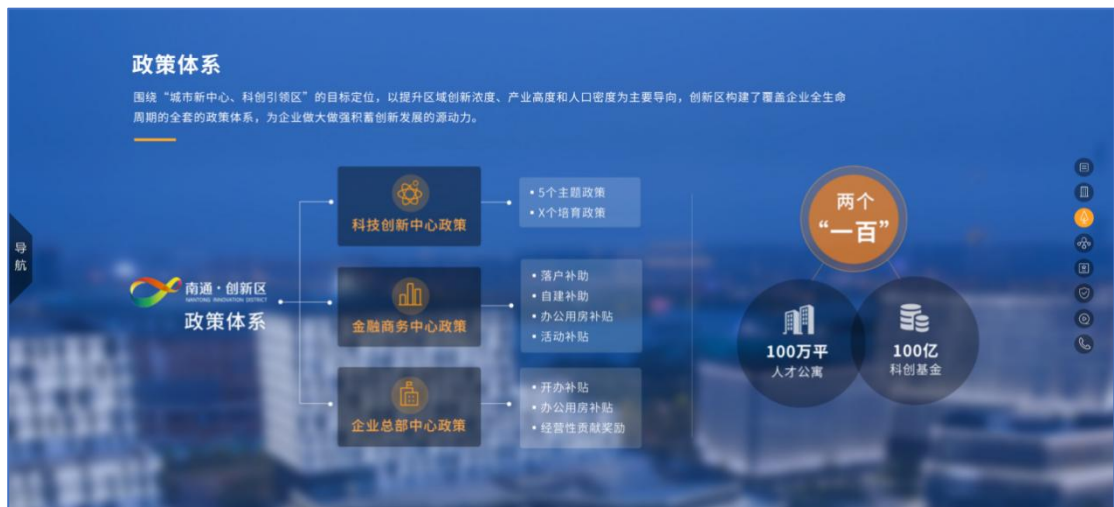 政策体系
围绕“城市新中心、科创引领区”的目标定位，以提升区域创新浓度、产业高度和人口密度为主要导向，创新区构建了覆盖企业全生命
周期的全套的政策体系，为企业做大做强积蓄创新发展的源动力。
导航
南通·创新区
NANTONG INNOVATION DISTRICT
政策体系
科技创新中心政策
• 5个主题政策
• X个培育政策
金融商务中心政策
• 落户补助
• 自建补助
• 办公用房补贴
• 活动补贴
企业总部中心政策
• 开办补贴
• 办公用房补贴
• 经营性贡献奖励
两个
“一百”
100万平
人才公寓
100亿
科创基金